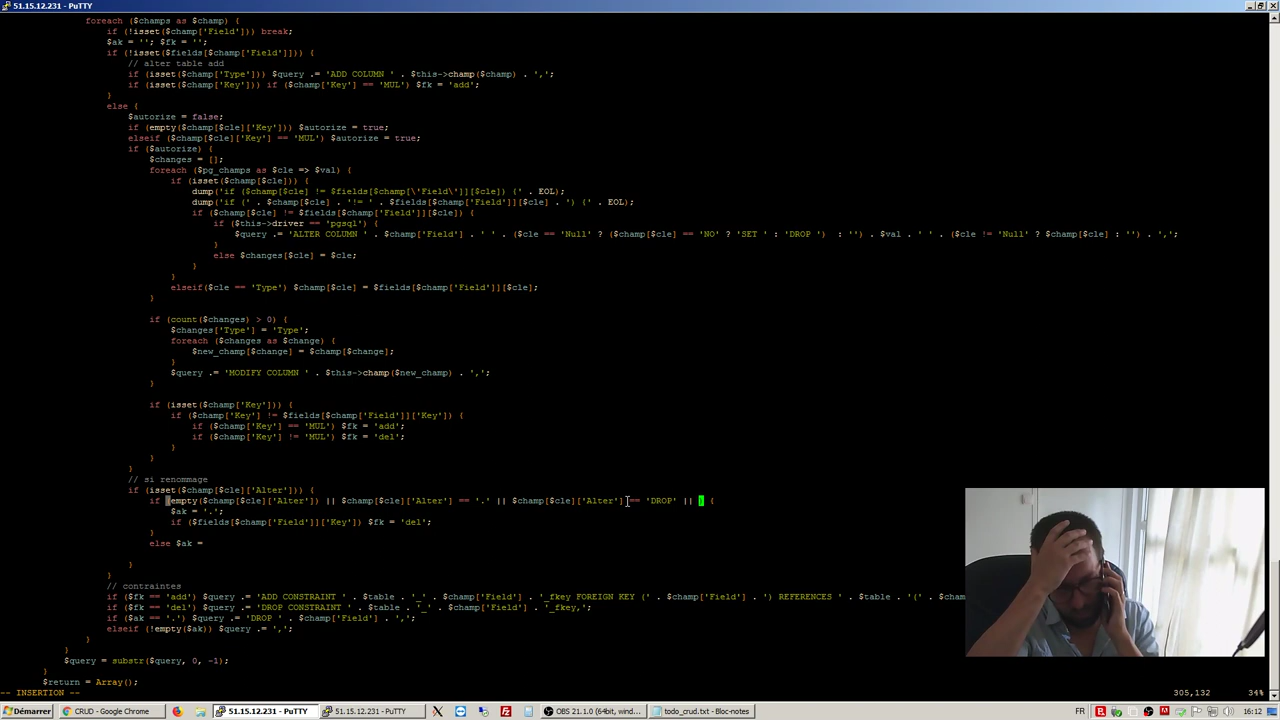 51.15.12.231 - PuTTY
foreach ($champs as $champ) {
if (!isset($champ['Field'])) break;
$ak = ''; $fk = '';
if (!isset($fields[$champ['Field']])) {
// alter table add
if (isset($champ['Type'])) $query .= 'ADD COLUMN ' . $this->champ($champ) . ',';
if (isset($champ['Key'])) if ($champ['Key'] == 'MUL') $fk = 'add';
}
else {
$autorize = false;
if (empty($champ[$cle]['Key'])) $autorize = true;
elseif ($champ[$cle]['Key'] == 'MUL') $autorize = true;
if ($autorize) {
$changes = [];
foreach ($pg_champs as $cle => $val) {
if (isset($champ[$cle])) {
dump('if ($champ[$cle] != $fields[$champ[\'Field\']][$cle]) (' . EOL);
dump('if (' . $champ[$cle] . '!= ' . $fields[$champ['Field']][$cle] . ') (' . EOL);
if ($champ[$cle] != $fields[$champ['Field']][$cle]) {
if ($this->driver == 'pgsql') {
$query .= 'ALTER COLUMN ' . $champ['Field'] . ' ' . ($cle == 'Null' ? ($champ[$cle] == 'NO' ? 'SET ' : 'DROP ')  : '') . $val . ' ' . ($cle != 'Null' ? $champ[$cle] : '') . ',';
}
else $changes[$cle] = $cle;
}
}
elseif($cle == 'Type') $champ[$cle] = $fields[$champ['Field']][$cle];
}
if (count($changes) > 0) {
$changes['Type'] = 'Type';
foreach ($changes as $change) {
$new_champ[$change] = $champ[$change];
}
$query .= 'MODIFY COLUMN ' . $this->champ($new_champ) . ',';
}
if (isset($champ['Key'])) {
if ($champ['Key'] != $fields[$champ['Field']]['Key']) {
if ($champ['Key'] == 'MUL') $fk = 'add';
if ($champ['Key'] != 'MUL') $fk = 'del';
}
}
}
// si renommage
if (isset($champ[$cle]['Alter'])) {
if (empty($champ[$cle]['Alter']) || $champ[$cle]['Alter'] == '.' || $champ[$cle]['Alter'] == 'DROP' || ) {
$ak = '.';
if ($fields[$champ['Field']]['Key']) $fk = 'del';
}
else $ak =
}
}
// contraintes
if ($fk == 'add') $query .= 'ADD CONSTRAINT ' . $table . '_' . $champ['Field'] . '_fkey FOREIGN KEY (' . $champ['Field'] . ') REFERENCES ' . $table . '(' . $cham
if ($fk == 'del') $query .= 'DROP CONSTRAINT ' . $table . '_' . $champ['Field'] . '_fkey,';
if ($ak == '.') $query .= 'DROP ' . $champ['Field'] . ',';
elseif (!empty($ak)) $query .= ',';
}
}
$query = substr($query, 0, -1);
}
$return = Array();
-- INSERTION --
305,132
34%
Démarrer
CRUD - Google Chrome
51.15.12.231 - PuTTY
51.15.12.231 - PuTTY
OBS 21.1.0 (64bit, wind...
todo_crud.txt - Bloc-notes
FR
16:12